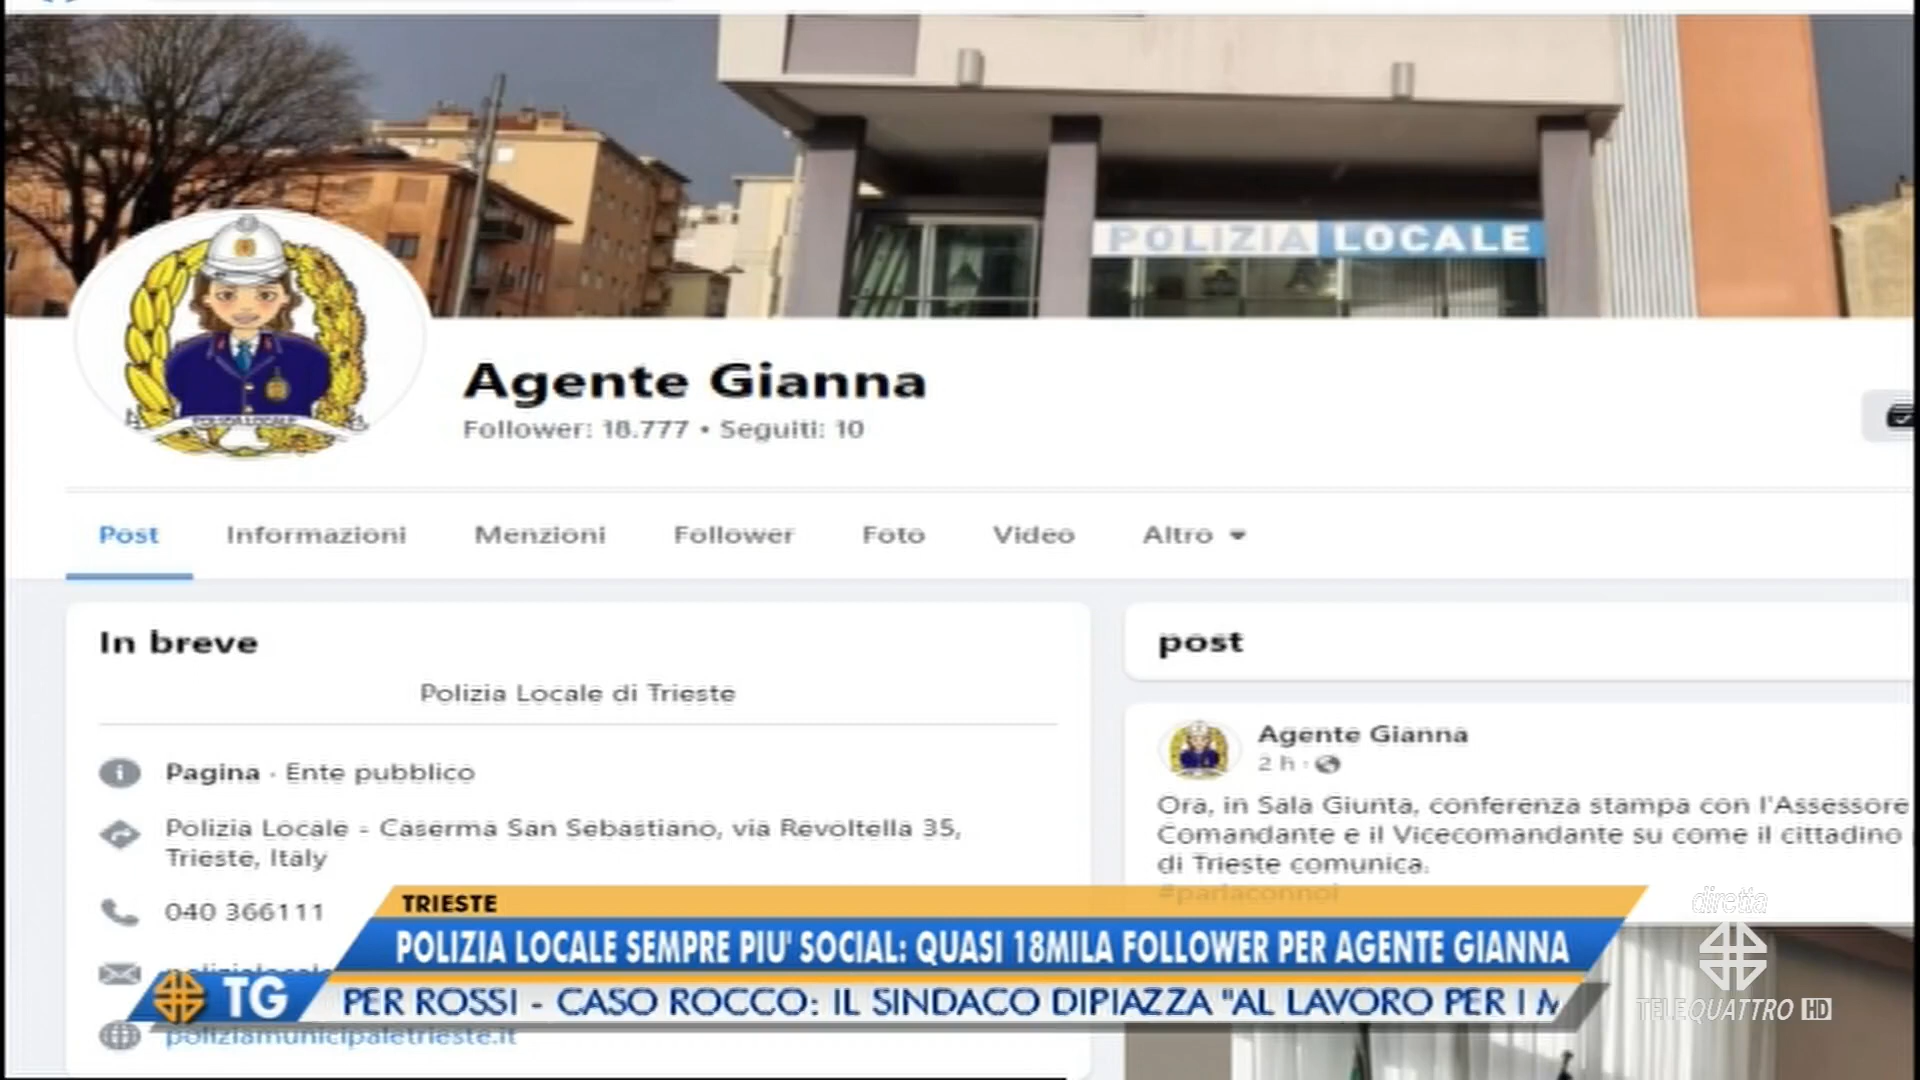 POLIZIA LOCALE
POLIZIA LOCALE
Agente Gianna
Follower: 18.777 • Seguiti: 10
Post Informazioni Menzioni Follower Foto Video Altro
In breve
Polizia Locale di Trieste
Pagina · Ente pubblico
Polizia Locale - Caserma San Sebastiano, via Revoltella 35,
Trieste, Italy
040 366111
poliziamunicipaletrieste.it
post
Agente Gianna
2 h ·
Ora, in Sala Giunta, conferenza stampa con l'Assessore
Comandante e il Vicecomandante su come il cittadino
di Trieste comunica.
#parlaconnoi
TRIESTE
POLIZIA LOCALE SEMPRE PIU' SOCIAL: QUASI 18MILA FOLLOWER PER AGENTE GIANNA
TG
PER ROSSI - CASO ROCCO: IL SINDACO DIPIAZZA "AL LAVORO PER I M
diretta
TELEQUATTRO HD